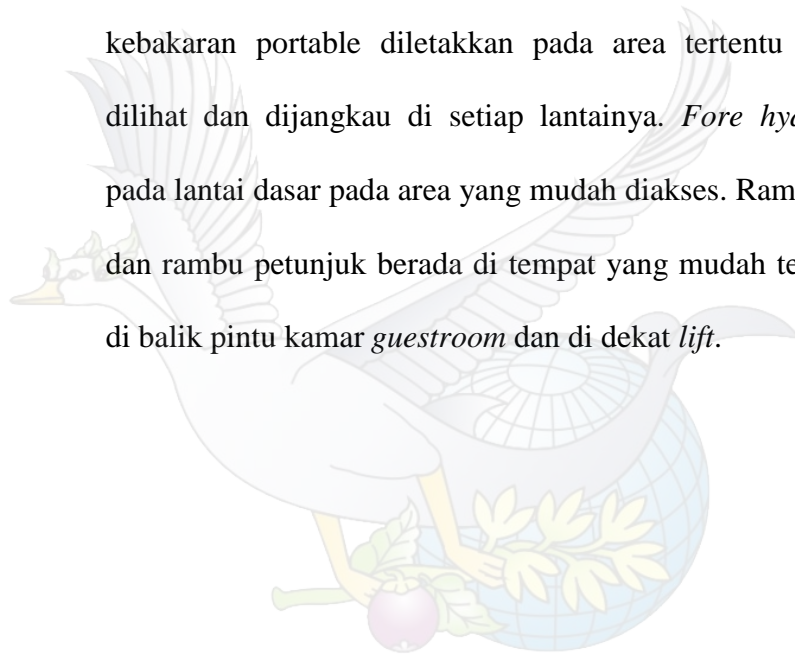 kebakaran portable diletakkan pada area tertentu
dilihat dan dijangkau di setiap lantainya. Fore
pada lantai dasar pada area yang mudah diakses.
dan rambu petunjuk berada di tempat yang mudah
di balik pintu kamar guestroom dan di dekat lift.